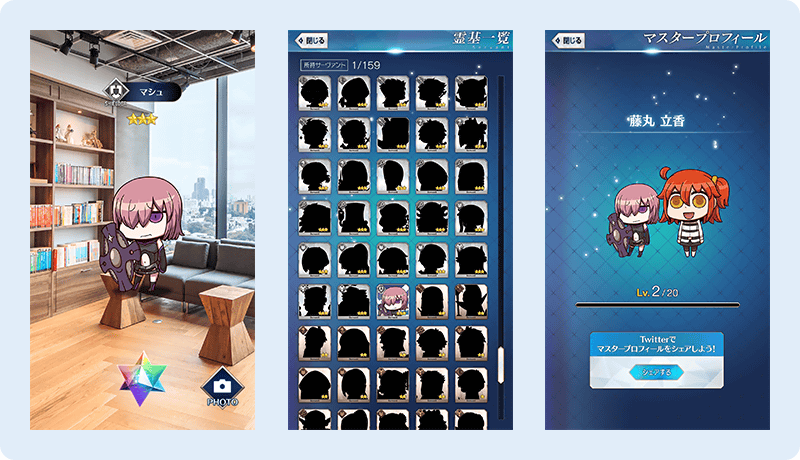 マシュ
SHIELDER
PHOTO
閉じる
霊基一覧
Servant
所持サーヴァント 1/159
閉じる
マスタープロフィール
Master Profile
藤丸 立香
Lv. 2/20
Twitterで
マスタープロフィールをシェアしよう!
シェアする